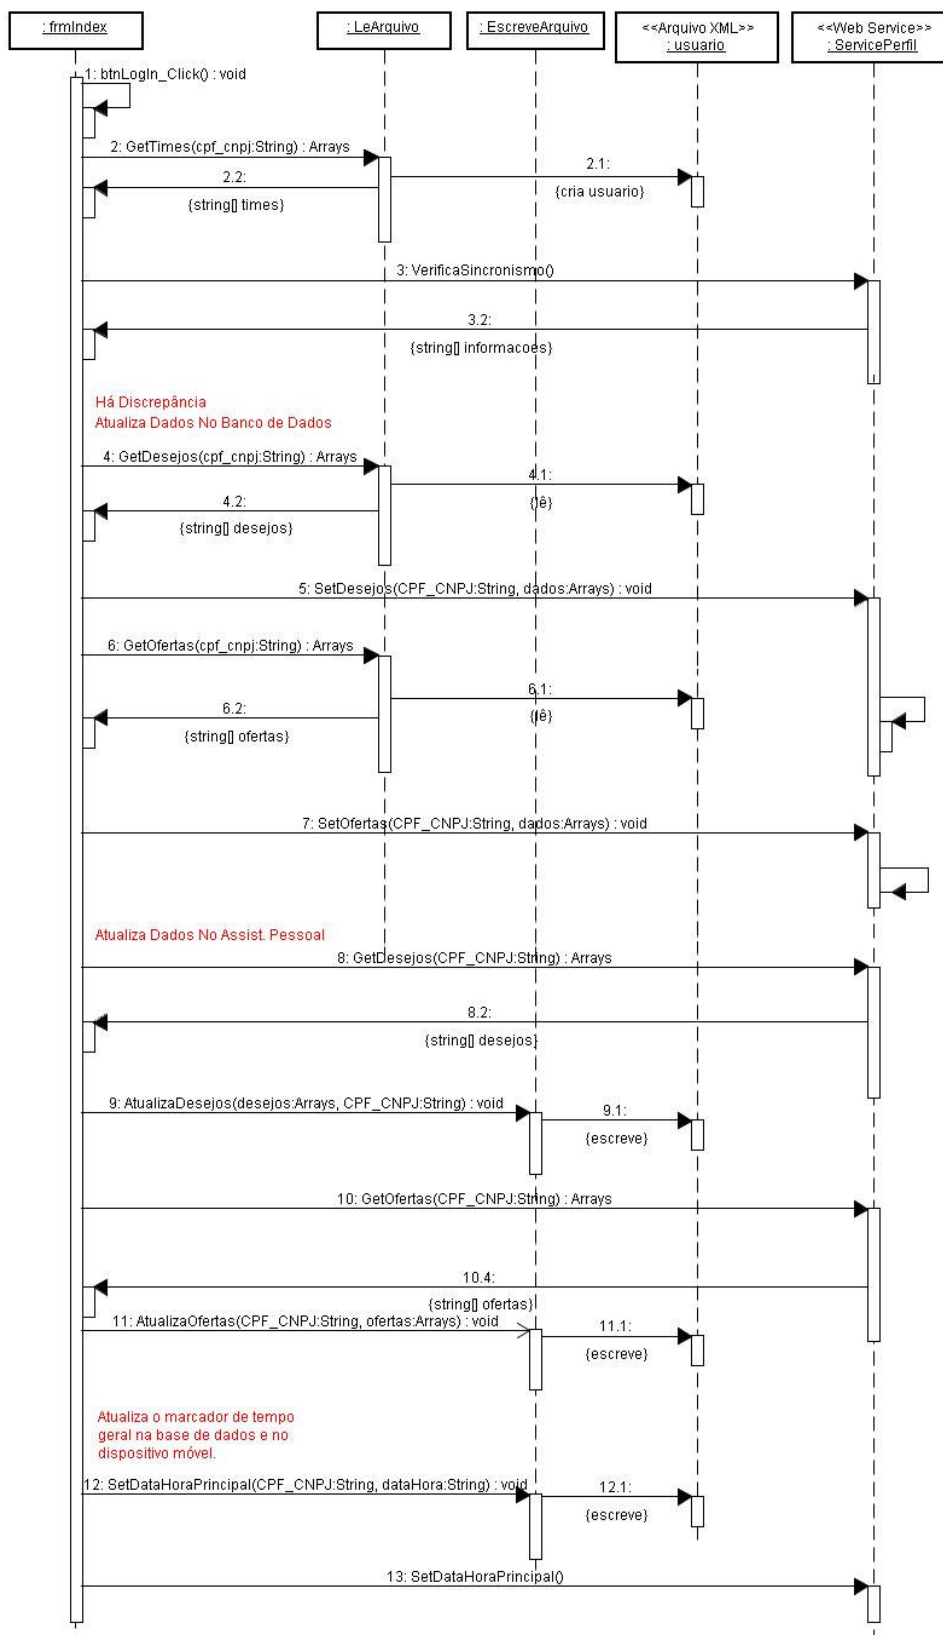 : frmIndex
: LeArquivo
: EscreveArquivo
<<Arquivo XML>>
: usuario
<<Web Service>>
: ServicePerfil
1: btnLogIn_Click() : void
2: GetTimes(cpf_cnpj:String) : Arrays
2.1:
{cria usuario}
2.2:
{string[] times}
3: VerificaSincronismo()
3.2:
{string[] informacoes}
Há Discrepância
Atualiza Dados No Banco de Dados
4: GetDesejos(cpf_cnpj:String) : Arrays
4.1:
{lê}
4.2:
{string[] desejos}
5: SetDesejos(CPF_CNPJ:String, dados:Arrays) : void
6: GetOfertas(cpf_cnpj:String) : Arrays
6.1:
{lê}
6.2:
{string[] ofertas}
7: SetOfertas(CPF_CNPJ:String, dados:Arrays) : void
Atualiza Dados No Assist. Pessoal
8: GetDesejos(CPF_CNPJ:String) : Arrays
8.2:
{string[] desejos}
9: AtualizaDesejos(desejos:Arrays, CPF_CNPJ:String) : void
9.1:
{escreve}
10: GetOfertas(CPF_CNPJ:String) : Arrays
10.4:
{string[] ofertas}
11: AtualizaOfertas(CPF_CNPJ:String, ofertas:Arrays) : void
11.1:
{escreve}
Atualiza o marcador de tempo
geral na base de dados e no
dispositivo móvel.
12: SetDataHoraPrincipal(CPF_CNPJ:String, dataHora:String) : void
12.1:
{escreve}
13: SetDataHoraPrincipal()